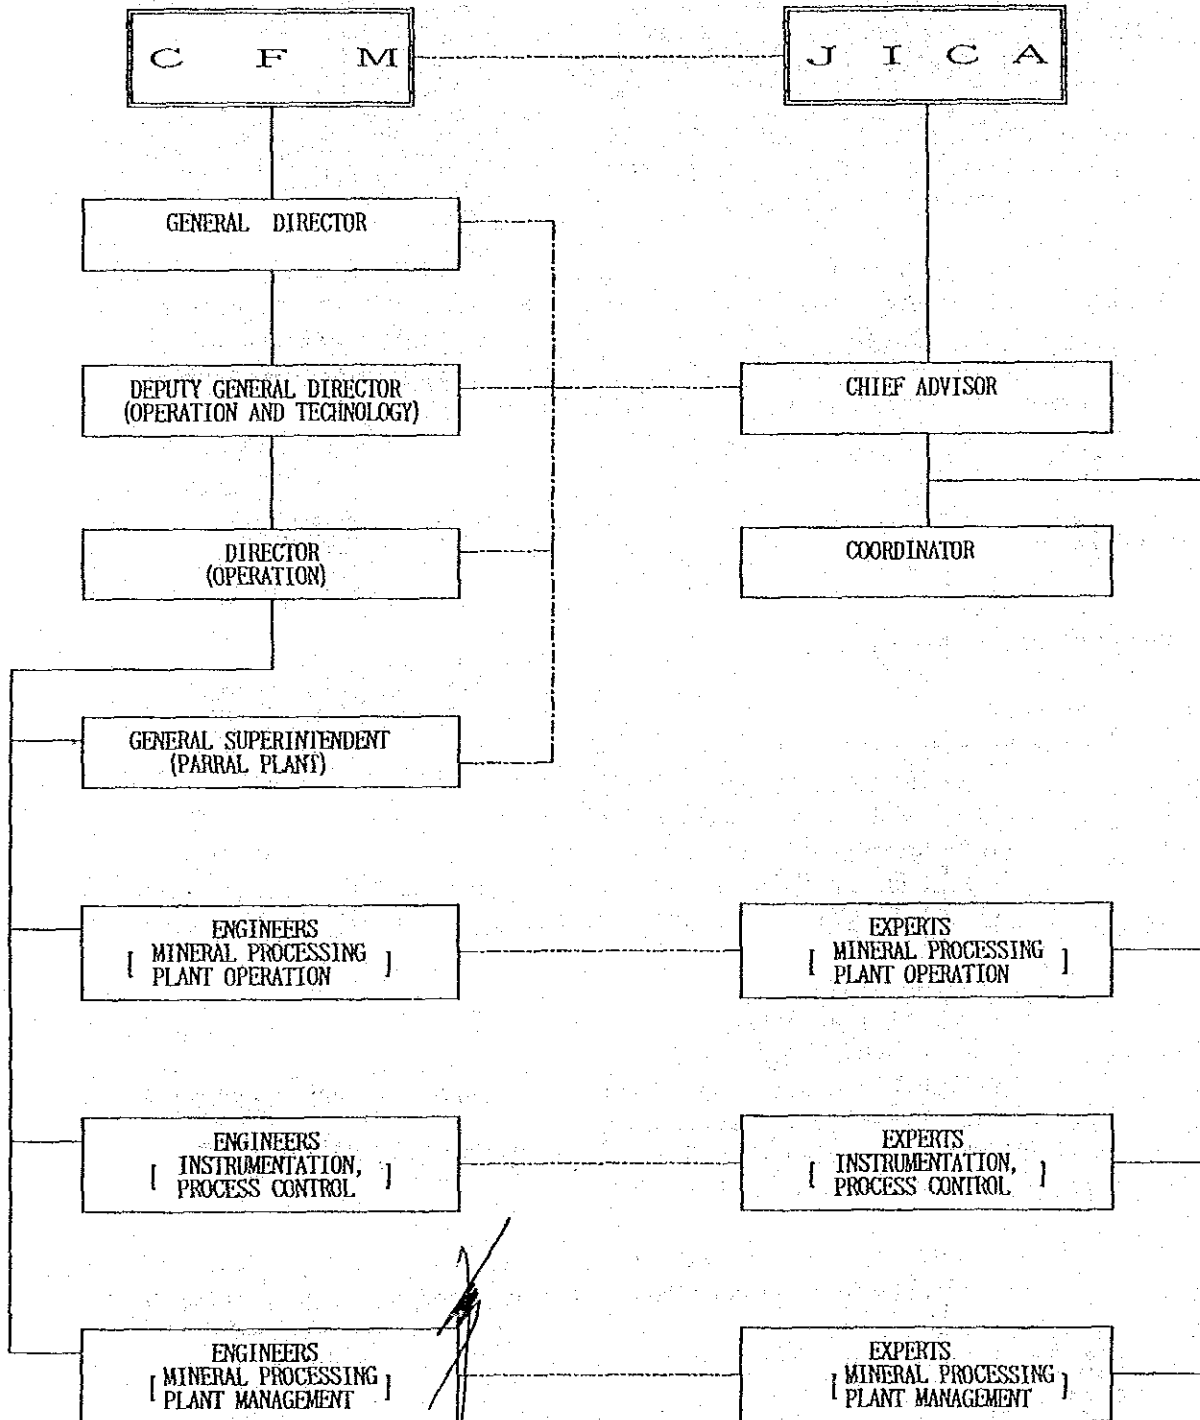 C F M
J I C A
GENERAL DIRECTOR
DEPUTY GENERAL DIRECTOR
(OPERATION AND TECHNOLOGY)
CHIEF ADVISOR
DIRECTOR
(OPERATION)
COORDINATOR
GENERAL SUPERINTENDENT
(PARRAL PLANT)
ENGINEERS
[ MINERAL PROCESSING
PLANT OPERATION ]
EXPERTS
[ MINERAL PROCESSING
PLANT OPERATION ]
ENGINEERS
[ INSTRUMENTATION,
PROCESS CONTROL ]
EXPERTS
[ INSTRUMENTATION,
PROCESS CONTROL ]
ENGINEERS
[ MINERAL PROCESSING
PLANT MANAGEMENT ]
EXPERTS
[ MINERAL PROCESSING
PLANT MANAGEMENT ]